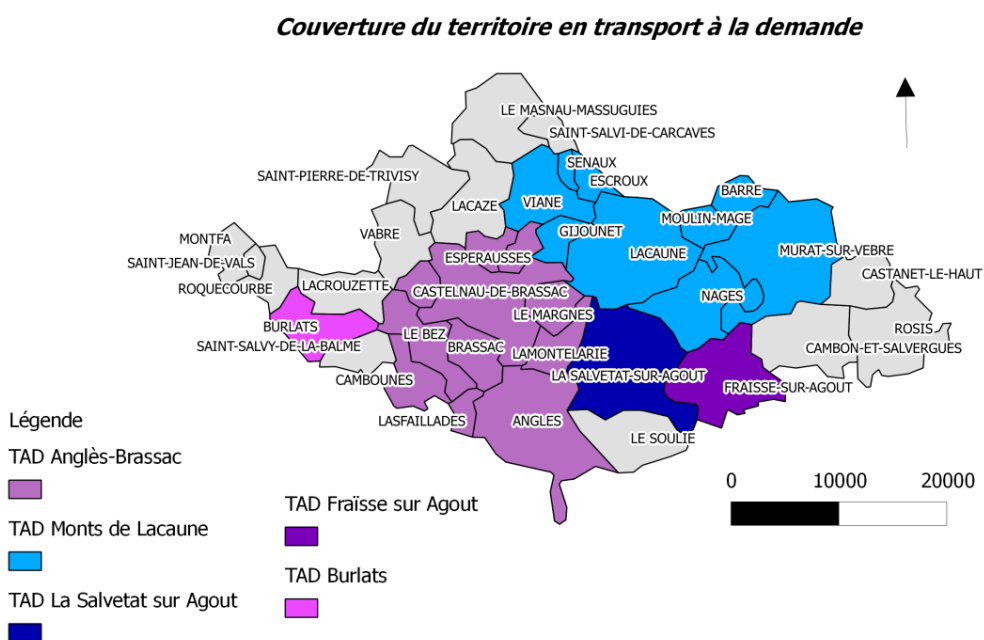 Couverture du territoire en transport à la demande
LE MASNAU-MASSUGUIES
SAINT-SALVI-DE-CARCAVES
SENAUX
SAINT-PIERRE-DE-TRIVISY
ESCROUX
BARRE
VIANE
LACAZE
MOULIN-MAGE
GIJOUNET
VABRE
MONTFA
LACAUNE
MURAT-SUR-VEBRE
ESPERAUSSES
SAINT-JEAN-DE-VALS
CASTANET-LE-HAUT
LACROUZETTE
ROQUECOURBE
CASTELNAU-DE-BRASSAC
NAGES
LE-MARGNES
BURLATS
ROSIS
LE BEZ
SAINT-SALVY-DE-LA-BALME
BRASSAC
CAMBON-ET-SALVERGUES
LAMONTELARIE
LA SALVETAT-SUR-AGOUT
CAMBOUNES
FRAISSE-SUR-AGOUT
LASFAILLADES
ANGLES
LE SOULIE
Légende
TAD Anglès-Brassac
TAD Monts de Lacaune
TAD La Salvetat sur Agout
TAD Fraïsse sur Agout
TAD Burlats
0 10000 20000